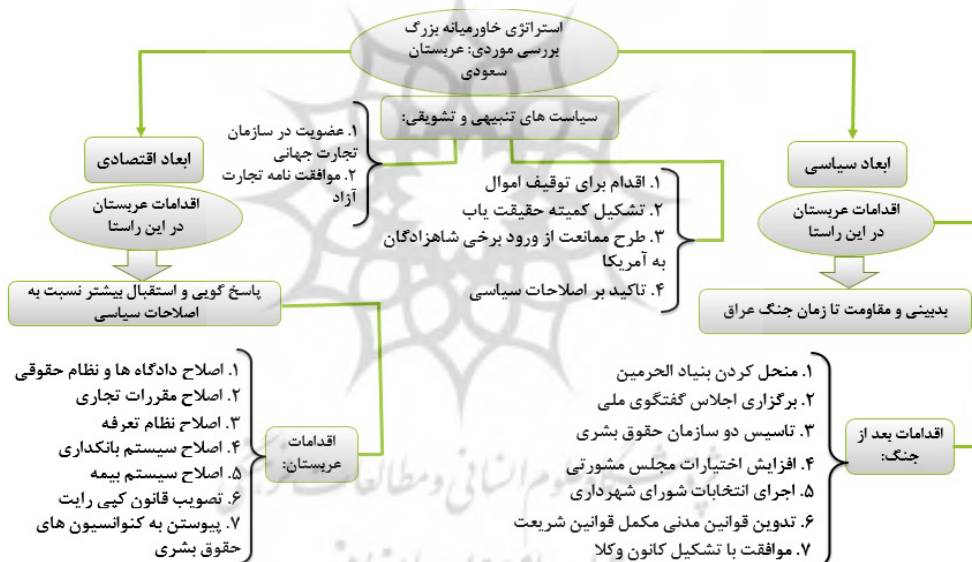 استراتژی خاورمیانه بزرگ
بررسی موردی: عربستان
سعودی
سیاست های تنبیهی و تشویقی:
ابعاد سیاسی
اقدامات عربستان
در این راستا
بدبینی و مقاومت تا زمان جنگ عراق
اقدامات بعد از
جنگ:
۱. منحل کردن بنیاد الحرمین
۲. برگزاری اجلاس گفتگوی ملی
۳. تاسیس دو سازمان حقوق بشری
۴. افزایش اختیارات مجلس مشورتی
۵. اجرای انتخابات شورای شهرداری
۶. تدوین قوانین مدنی مکمل قوانین شریعت
۷. موافقت با تشکیل کانون وکلا
۱. اقدام برای توقیف اموال
۲. تشکیل کمیته حقیقت یاب
۳. طرح ممانعت از ورود برخی شاهزادگان
به آمریکا
۴. تاکید بر اصلاحات سیاسی
۱. عضویت در سازمان
تجارت جهانی
۲. موافقت نامه تجارت
آزاد
ابعاد اقتصادی
اقدامات عربستان
در این راستا
پاسخ گویی و استقبال بیشتر نسبت به
اصلاحات سیاسی
اقدامات
عربستان:
۱. اصلاح دادگاه ها و نظام حقوقی
۲. اصلاح مقررات تجاری
۳. اصلاح نظام تعرفه
۴. اصلاح سیستم بانکداری
۵. اصلاح سیستم بیمه
۶. تصویب قانون کپی رایت
۷. پیوستن به کنوانسیون های
حقوق بشری
پژوهشگاه علوم انسانی و مطالعات فرهنگی